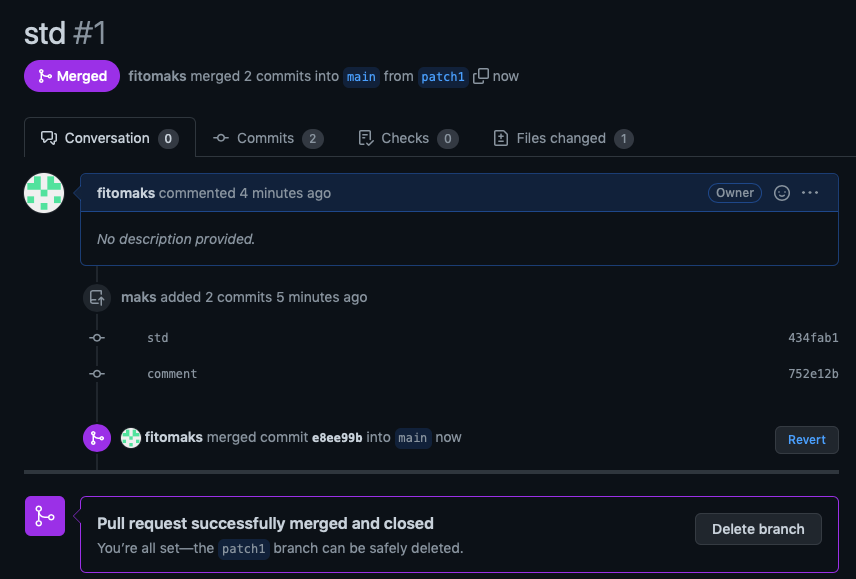 std #1
Merged fitomaks merged 2 commits into main from patch1 now
Conversation 0 Commits 2 Checks 0 Files changed 1
fitomaks commented 4 minutes ago Owner
No description provided.
maks added 2 commits 5 minutes ago
std 434fab1
comment 752e12b
fitomaks merged commit e8ee99b into main now Revert
Pull request successfully merged and closed Delete branch
You’re all set—the patch1 branch can be safely deleted.